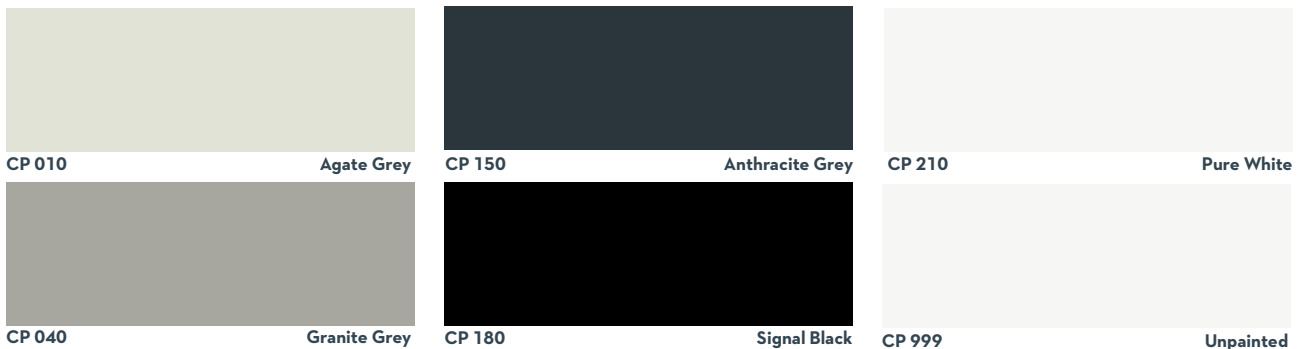 CP 010 Agate Grey
CP 150 Anthracite Grey
CP 210 Pure White
CP 040 Granite Grey
CP 180 Signal Black
CP 999 Unpainted